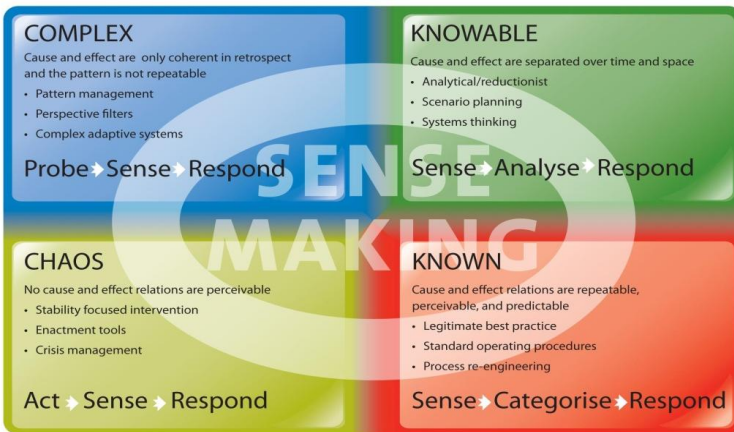 COMPLEX
Cause and effect are only coherent in retrospect
and the pattern is not repeatable
• Pattern management
• Perspective filters
• Complex adaptive systems
Probe Sense Respond
KNOWABLE
Cause and effect are separated over time and space
• Analytical/reductionist
• Scenario planning
• Systems thinking
Sense Analyse Respond
SENSE
MAKING
CHAOS
No cause and effect relations are perceivable
• Stability focused intervention
• Enactment tools
• Crisis management
Act Sense Respond
KNOWN
Cause and effect relations are repeatable,
perceivable, and predictable
• Legitimate best practice
• Standard operating procedures
• Process re-engineering
Sense Categorise Respond